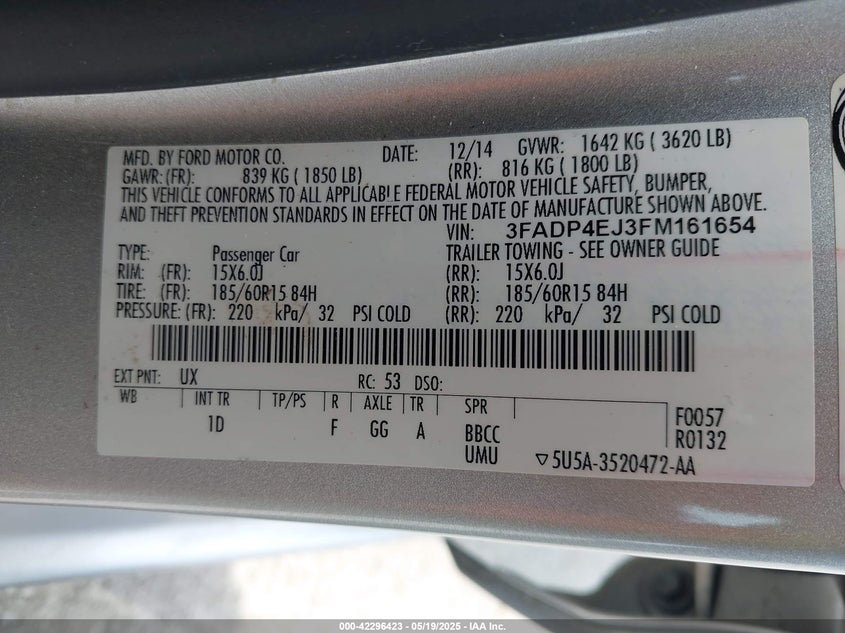 MFD. BY FORD MOTOR CO. DATE: 12/14 GVWR: 1642 KG ( 3620 LB)
GAWR: (FR): 839 KG ( 1850 LB) (RR): 816 KG ( 1800 LB)
THIS VEHICLE CONFORMS TO ALL APPLICABLE FEDERAL MOTOR VEHICLE SAFETY, BUMPER,
AND THEFT PREVENTION STANDARDS IN EFFECT ON THE DATE OF MANUFACTURE SHOWN ABOVE.
VIN: 3FADP4EJ3FM161654
TYPE: Passenger Car TRAILER TOWING - SEE OWNER GUIDE
RIM: (FR): 15X6.0J (RR): 15X6.0J
TIRE: (FR): 185/60R15 84H (RR): 185/60R15 84H
PRESSURE: (FR): 220 kPa/ 32 PSI COLD (RR): 220 kPa/ 32 PSI COLD
EXT PNT: UX RC: 53 DSO:
WB INT TR TP/PS R AXLE TR SPR F0057
1D F GG A BBCC R0132
UMU ▽5U5A-3520472-AA
000-42296423 - 05/19/2025 - IAA Inc.